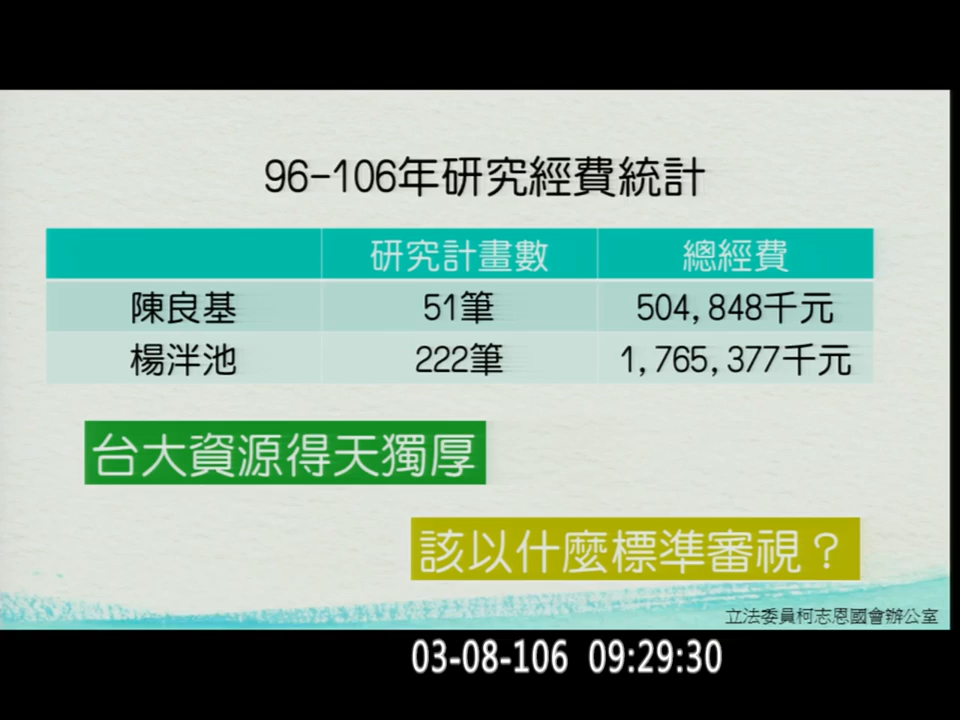 96-106年研究經費統計
研究計畫數 總經費
陳良基 51筆 504,848千元
楊泮池 222筆 1,765,377千元
台大資源得天獨厚
該以什麼標準審視？
立法委員柯志恩國會辦公室
03-08-106 09:29:30